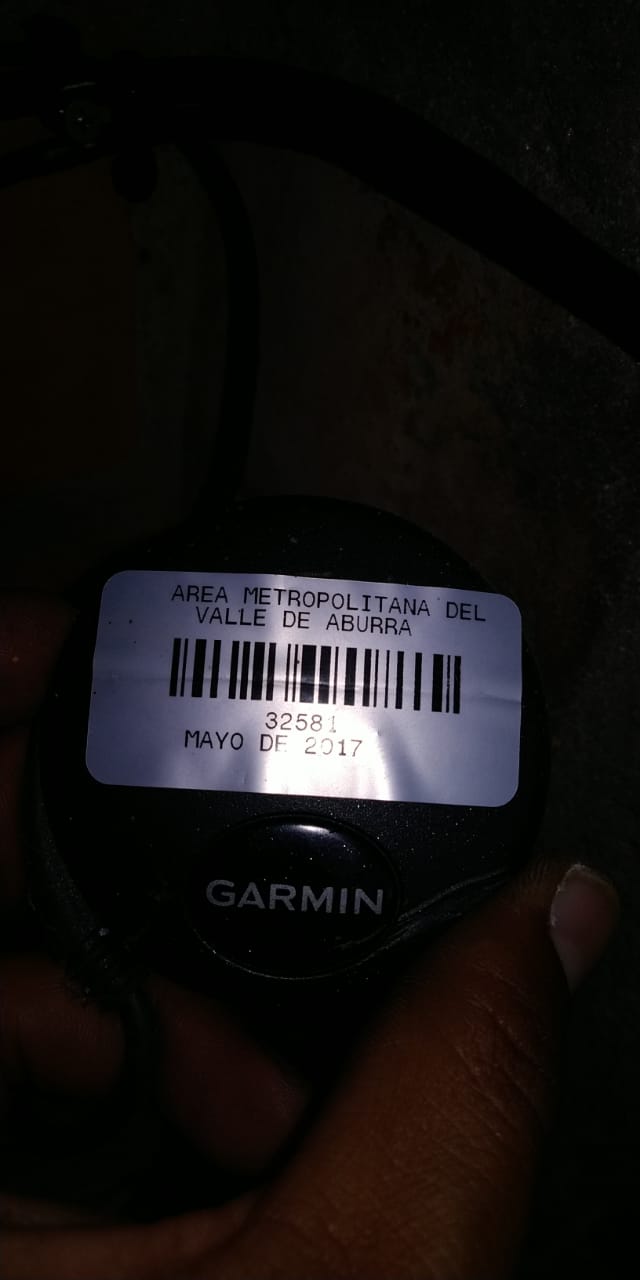 AREA METROPOLITANA DEL
VALLE DE ABURRA
32581
MAYO DE 2017
GARMIN